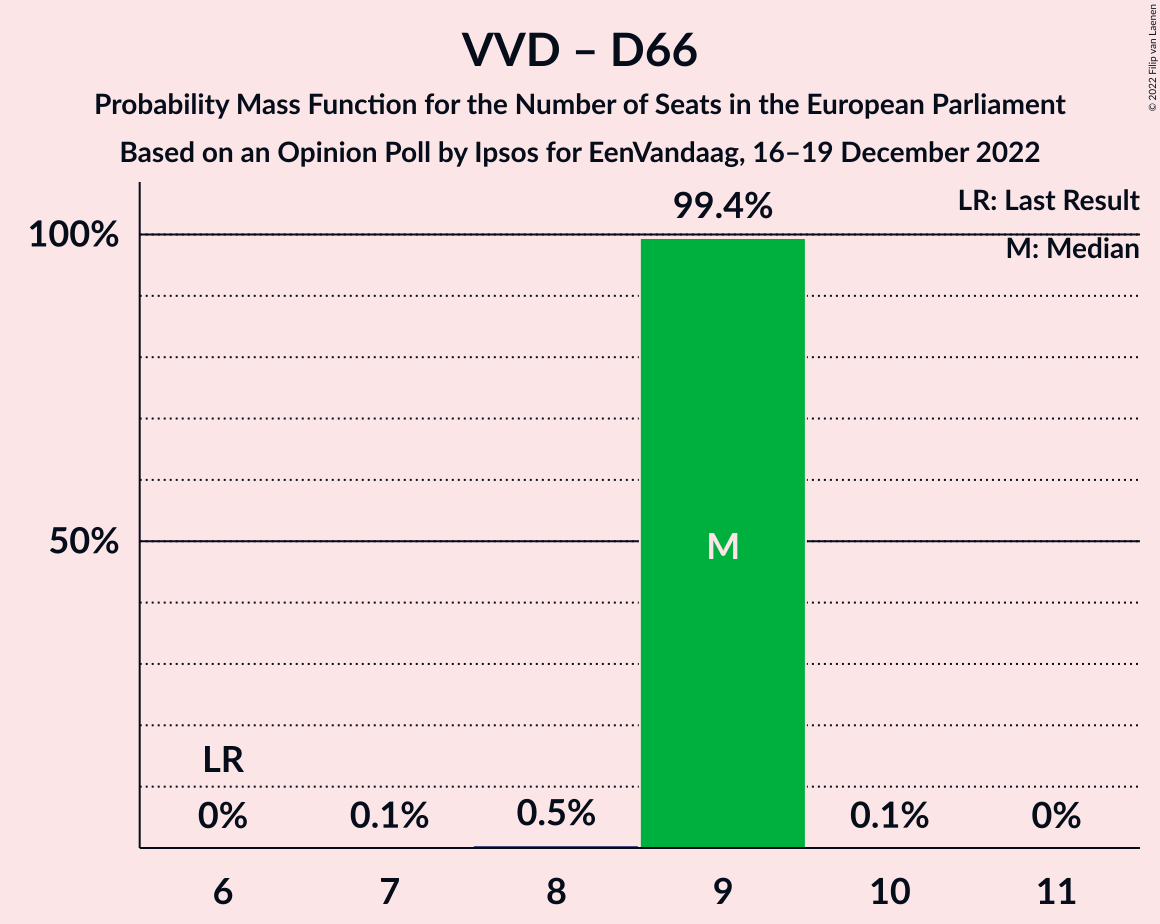 VVD – D66
Probability Mass Function for the Number of Seats in the European Parliament
Based on an Opinion Poll by Ipsos for EenVandaag, 16–19 December 2022
© 2022 Filip van Laenen
LR: Last Result
M: Median
99.4%
100%
50%
M
LR
0%
0.1%
0.5%
0.1%
0%
6 7 8 9 10 11